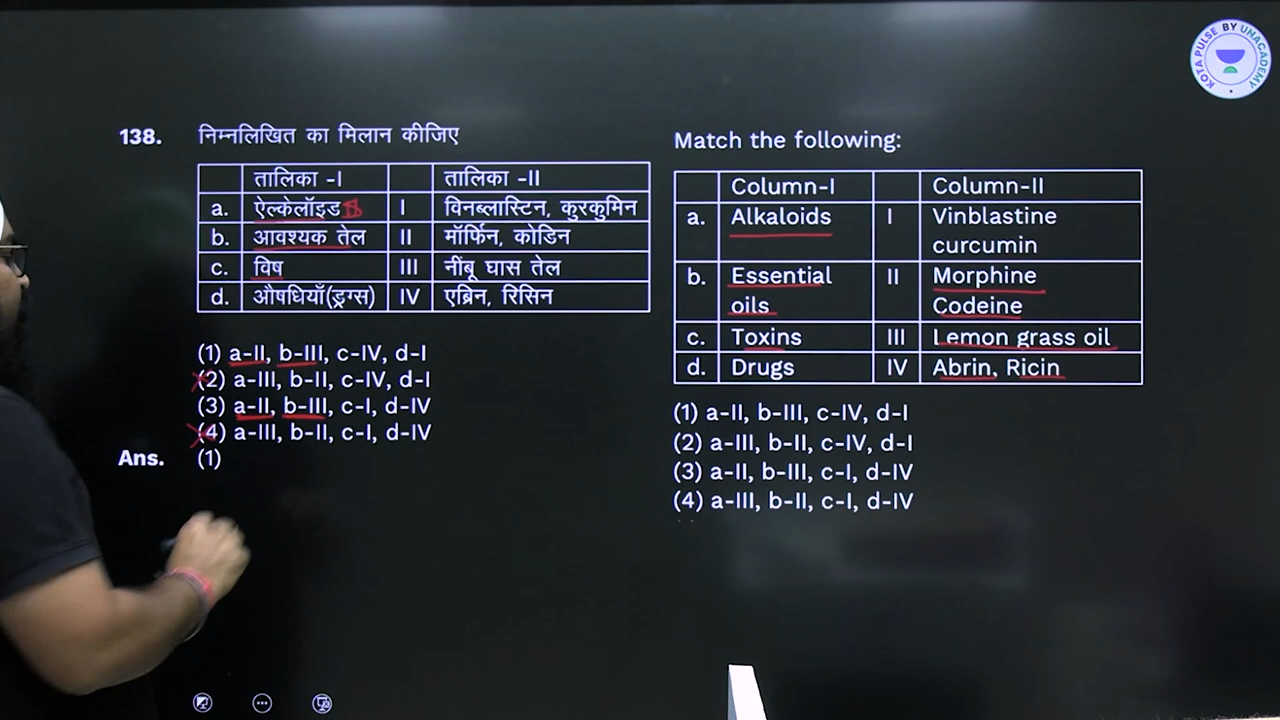 KOTA PULSE BY UNACADEMY
138. निम्नलिखित का मिलान कीजिए
तालिका -I तालिका -II
a. ऐल्केलॉइड B I विनब्लास्टिन, कुरकुमिन
b. आवश्यक तेल II मॉर्फिन, कोडिन
c. विष III नींबू घास तेल
d. औषधियाँ(ड्रग्स) IV एब्रिन, रिसिन
(1) a-II, b-III, c-IV, d-I
(2) a-III, b-II, c-IV, d-I
(3) a-II, b-III, c-I, d-IV
(4) a-III, b-II, c-I, d-IV
Ans. (1)
Match the following:
Column-I Column-II
a. Alkaloids I Vinblastine
curcumin
b. Essential II Morphine
oils Codeine
c. Toxins III Lemon grass oil
d. Drugs IV Abrin, Ricin
(1) a-II, b-III, c-IV, d-I
(2) a-III, b-II, c-IV, d-I
(3) a-II, b-III, c-I, d-IV
(4) a-III, b-II, c-I, d-IV